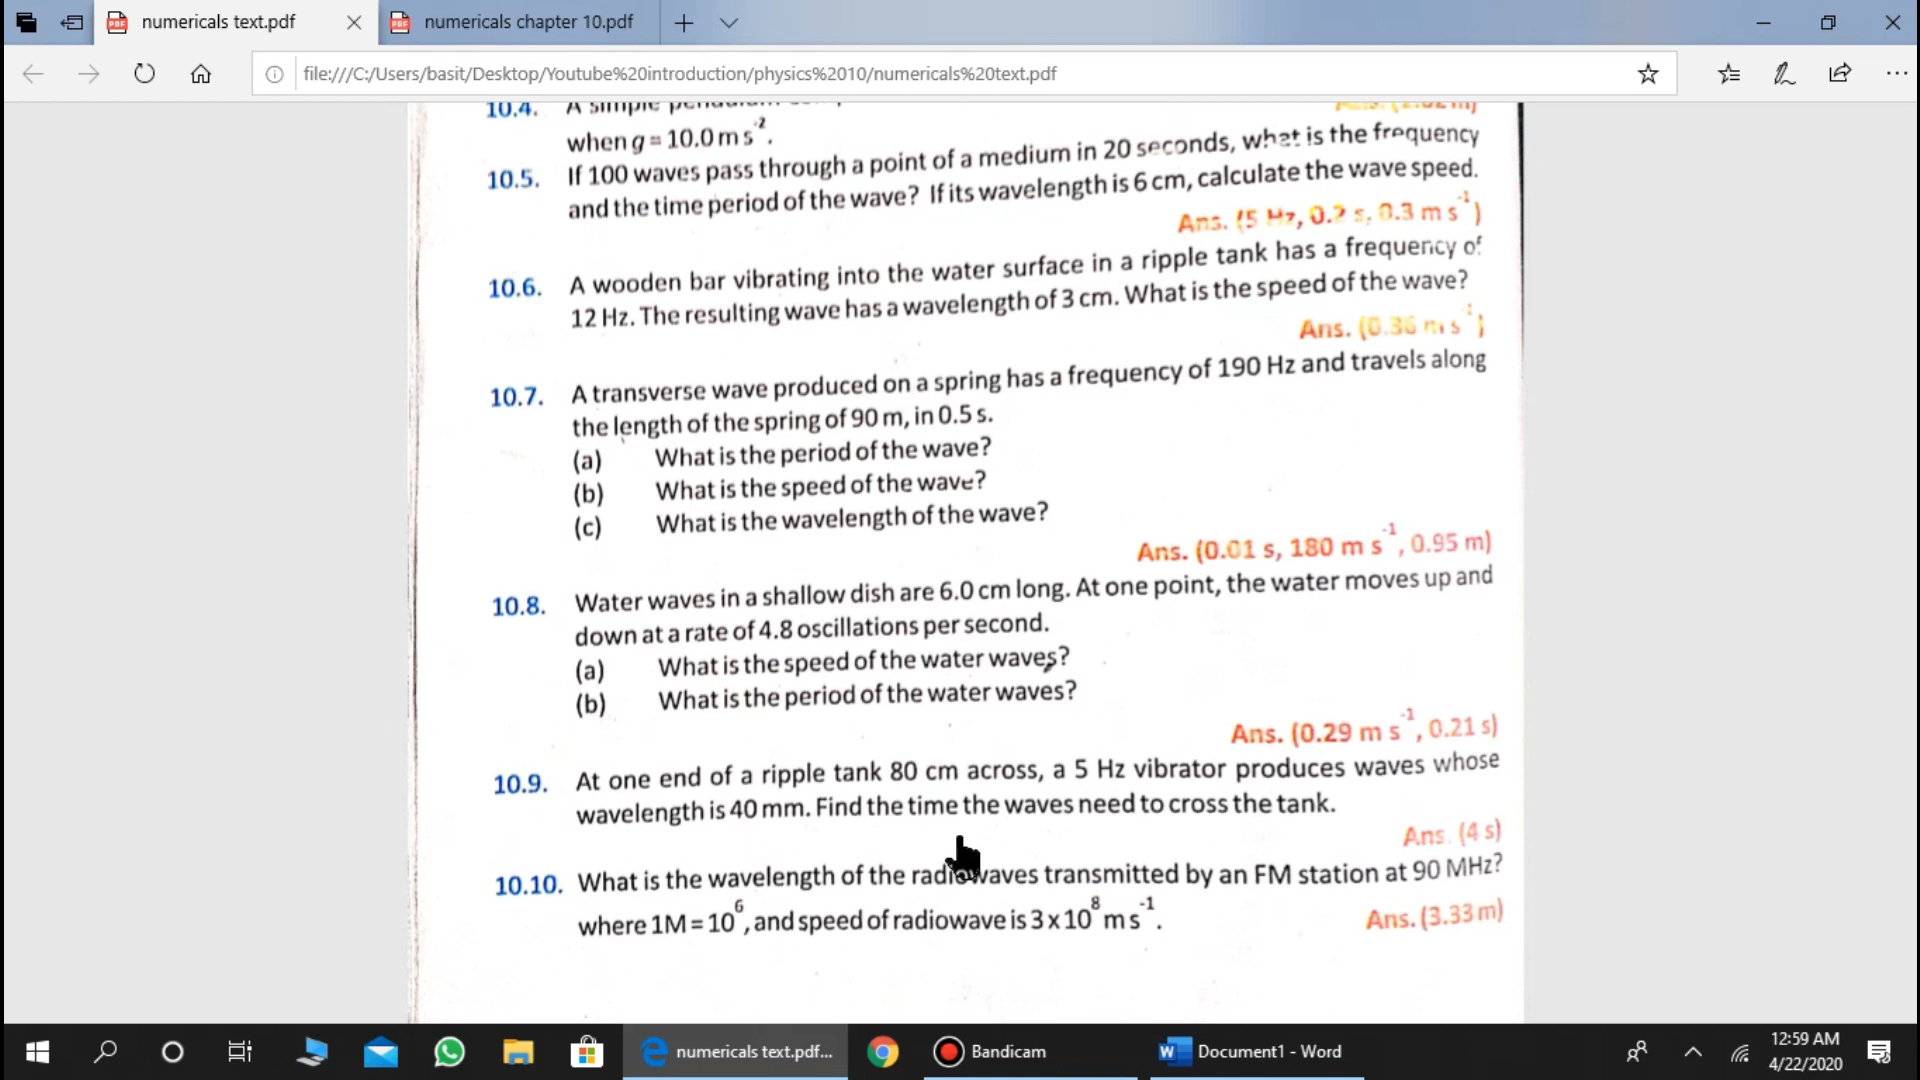 numericals text.pdf
numericals chapter 10.pdf
file:///C:/Users/basit/Desktop/Youtube%20introduction/physics%2010/numericals%20text.pdf
10.4. A simple
when g = 10.0 m s⁻².
10.5. If 100 waves pass through a point of a medium in 20 seconds, what is the frequency
and the time period of the wave? If its wavelength is 6 cm, calculate the wave speed.
Ans. (5 Hz, 0.2 s, 0.3 m s⁻¹)
10.6. A wooden bar vibrating into the water surface in a ripple tank has a frequency of
12 Hz. The resulting wave has a wavelength of 3 cm. What is the speed of the wave?
Ans. (0.36 m s⁻¹)
10.7. A transverse wave produced on a spring has a frequency of 190 Hz and travels along
the length of the spring of 90 m, in 0.5 s.
(a) What is the period of the wave?
(b) What is the speed of the wave?
(c) What is the wavelength of the wave?
Ans. (0.01 s, 180 m s⁻¹, 0.95 m)
10.8. Water waves in a shallow dish are 6.0 cm long. At one point, the water moves up and
down at a rate of 4.8 oscillations per second.
(a) What is the speed of the water waves?
(b) What is the period of the water waves?
Ans. (0.29 m s⁻¹, 0.21 s)
10.9. At one end of a ripple tank 80 cm across, a 5 Hz vibrator produces waves whose
wavelength is 40 mm. Find the time the waves need to cross the tank.
Ans. (4 s)
10.10. What is the wavelength of the radiowaves transmitted by an FM station at 90 MHz?
where 1M = 10⁶, and speed of radiowave is 3 x 10⁸ m s⁻¹.
Ans. (3.33 m)
numericals text.pdf...
Bandicam
Document1 - Word
12:59 AM
4/22/2020